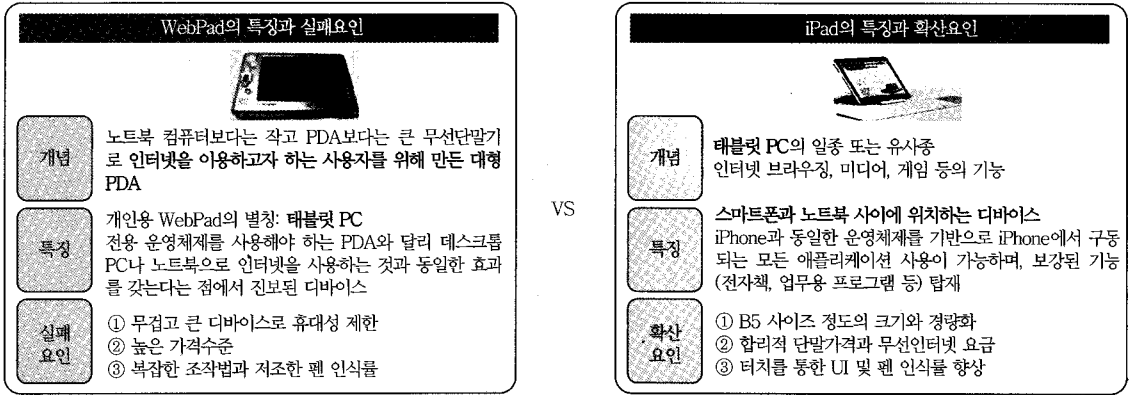 WebPad의 특징과 실패요인
개념
노트북 컴퓨터보다는 작고 PDA보다는 큰 무선단말기
로 인터넷을 이용하고자 하는 사용자를 위해 만든 대형
PDA
특징
개인용 WebPad의 별칭: 태블릿 PC
전용 운영체제를 사용해야 하는 PDA와 달리 데스크톱
PC나 노트북으로 인터넷을 사용하는 것과 동일한 효과
를 갖는다는 점에서 진보된 디바이스
실패
요인
① 무겁고 큰 디바이스로 휴대성 제한
② 높은 가격수준
③ 복잡한 조작법과 저조한 펜 인식률
VS
iPad의 특징과 확산요인
개념
태블릿 PC의 일종 또는 유사종
인터넷 브라우징, 미디어, 게임 등의 기능
특징
스마트폰과 노트북 사이에 위치하는 디바이스
iPhone과 동일한 운영체제를 기반으로 iPhone에서 구동
되는 모든 애플리케이션 사용이 가능하며, 보강된 기능
(전자책, 업무용 프로그램 등) 탑재
확산
요인
① B5 사이즈 정도의 크기와 경량화
② 합리적 단말가격과 무선인터넷 요금
③ 터치를 통한 UI 및 펜 인식률 향상